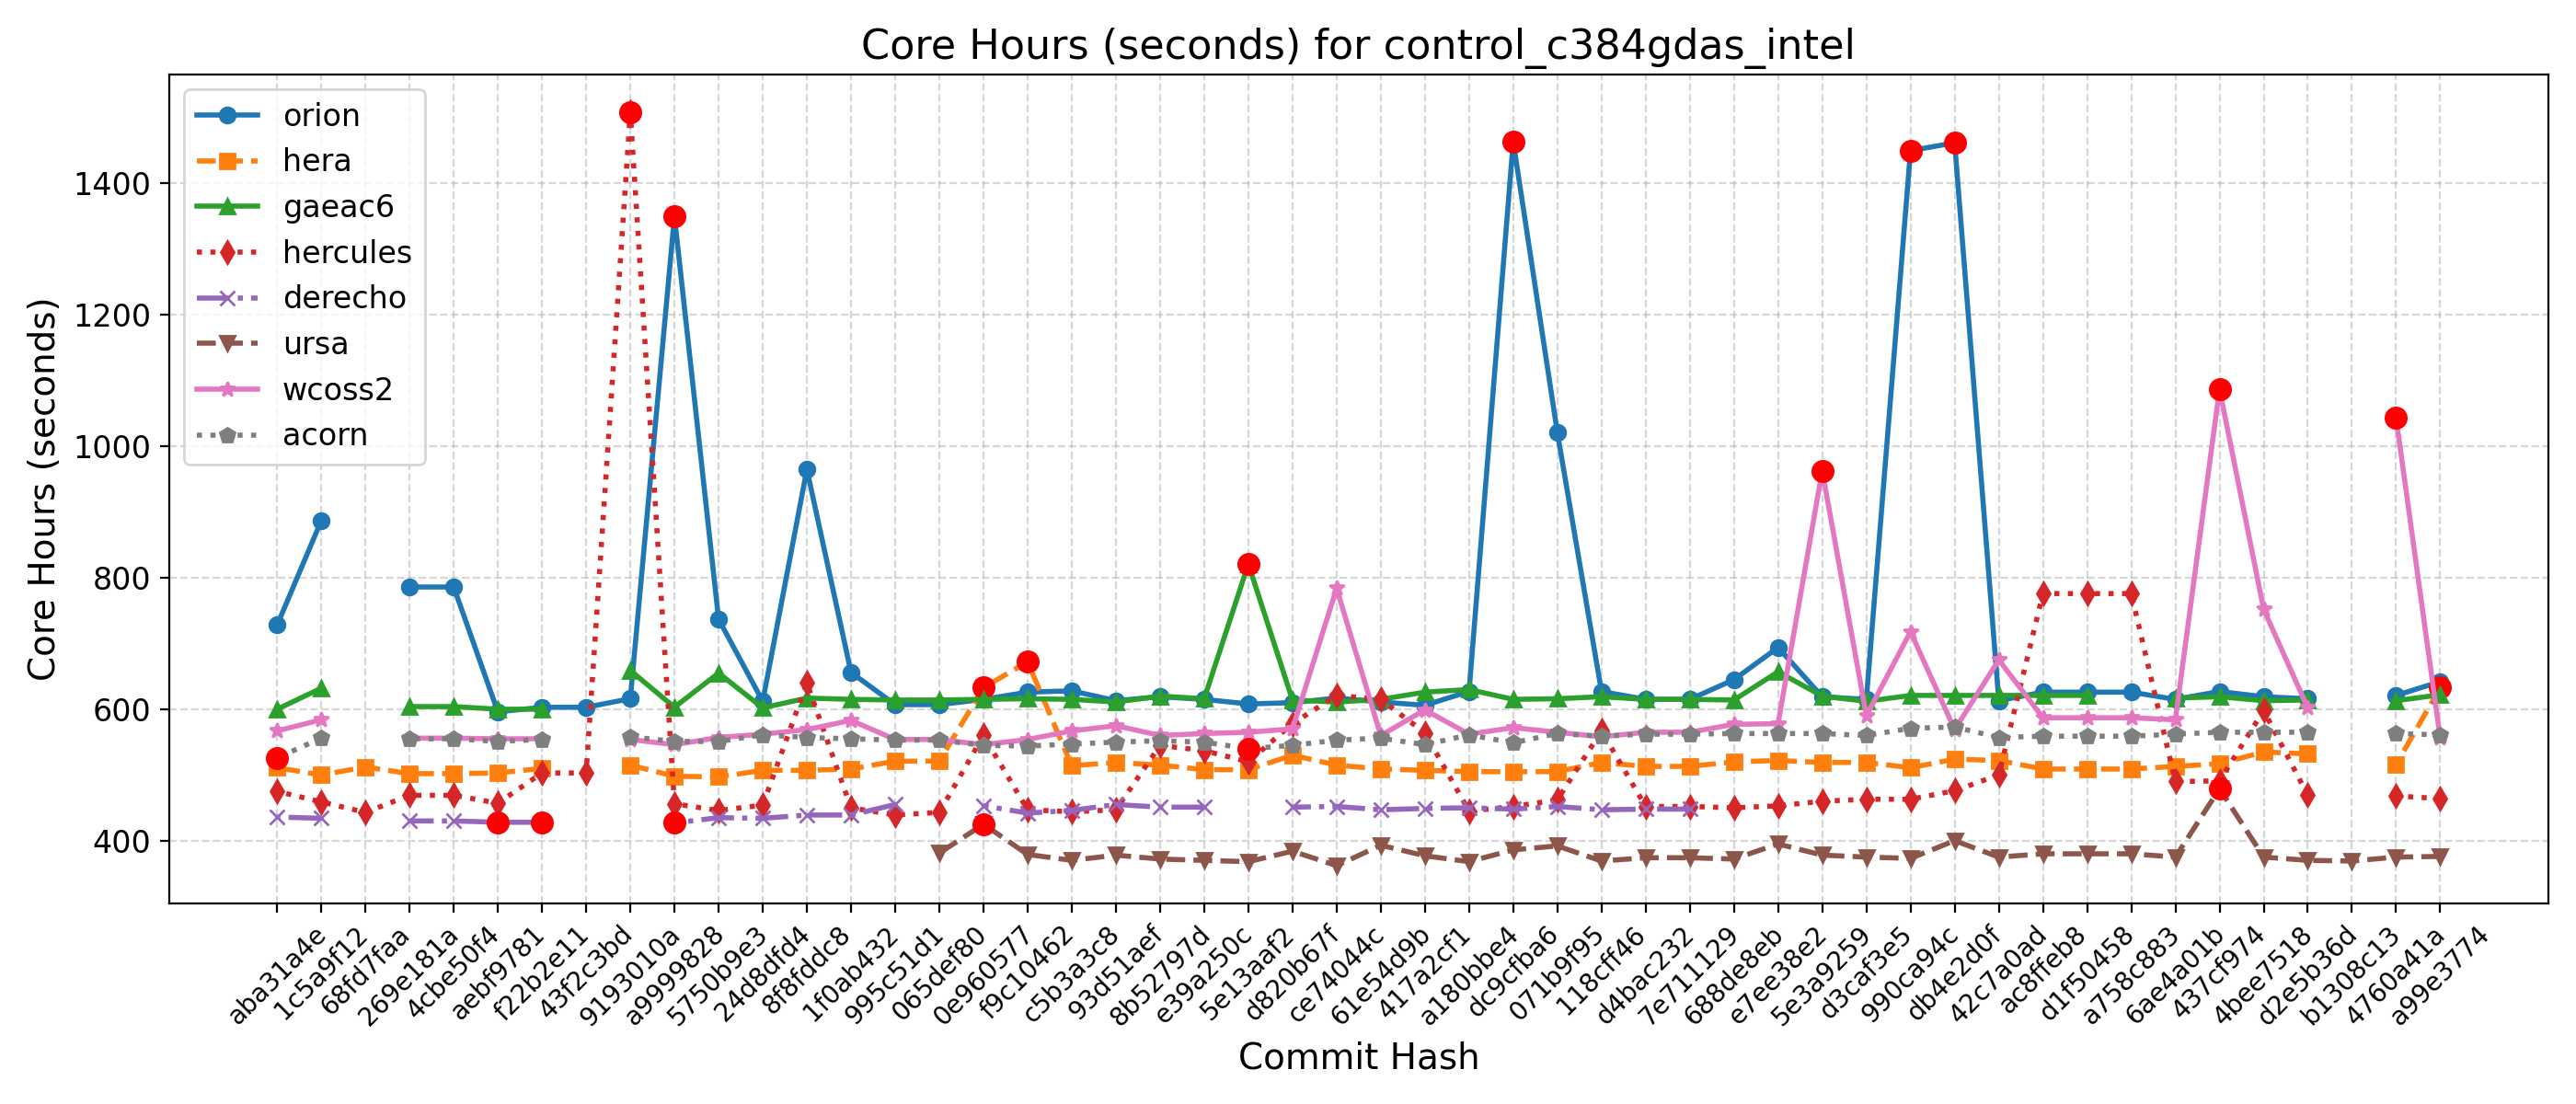 Core Hours (seconds) for control_c384gdas_intel
orion
hera
gaeac6
hercules
derecho
ursa
wcoss2
acorn
Core Hours (seconds)
1400
1200
1000
800
600
400
aba31a4e
1c5a9f12
68fd7faa
269e181a
4cbe50f4
aebf9781
f22b2e11
43f2c3bd
9193010a
a9999828
5750b9e3
24d8dfd4
8f8fddc8
1f0ab432
995c51d1
065def80
0e960577
f9c10462
c5b3a3c8
93d51aef
8b52797d
e39a250c
5e13aaf2
d820b67f
ce74044c
61e54d9b
417a2cf1
a180bbe4
dc9cfba6
071b9f95
118cff46
d4bac232
7e711129
688de8eb
e7ee38e2
5e3a9259
d3caf3e5
990ca94c
db4e2d0f
42c7a0ad
ac8ffeb8
d1f50458
a758c883
6ae4a01b
437cf974
4bee7518
d2e5b36d
b1308c13
4760a41a
a99e3774
Commit Hash